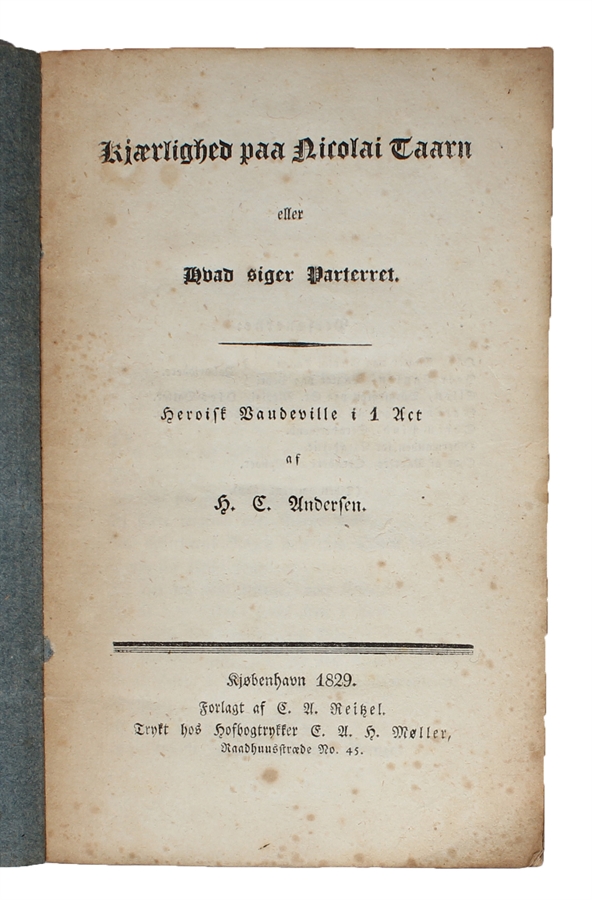 Kjærlighed paa Nicolai Taarn
eller
Hvad siger Parterret.
Heroisk Vaudeville i 1 Act
af
H. C. Andersen.
Kjøbenhavn 1829.
Forlagt af C. A. Reitzel.
Trykt hos Hofbogtrykker E. A. H. Møller,
Raadhuusstræde No. 45.